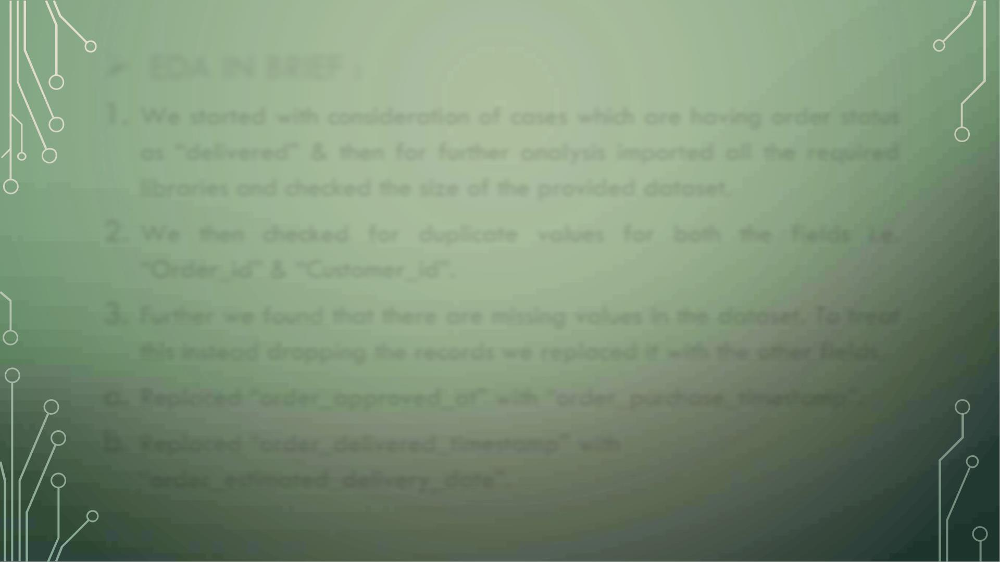 ➤ EDA IN BRIEF :
1. We started with consideration of cases which are having order status
as “delivered” & then for further analysis imported all the required
libraries and checked the size of the provided dataset.
2. We then checked for duplicate values for both the fields i.e.
“Order_id” & “Customer_id”.
3. Further we found that there are missing values in the dataset. To treat
this instead dropping the records we replaced it with the other fields.
a. Replaced “order_approved_at” with “order_purchase_timestamp”.
b. Replaced “order_delivered_timestamp” with
“order_estimated_delivery_date”.